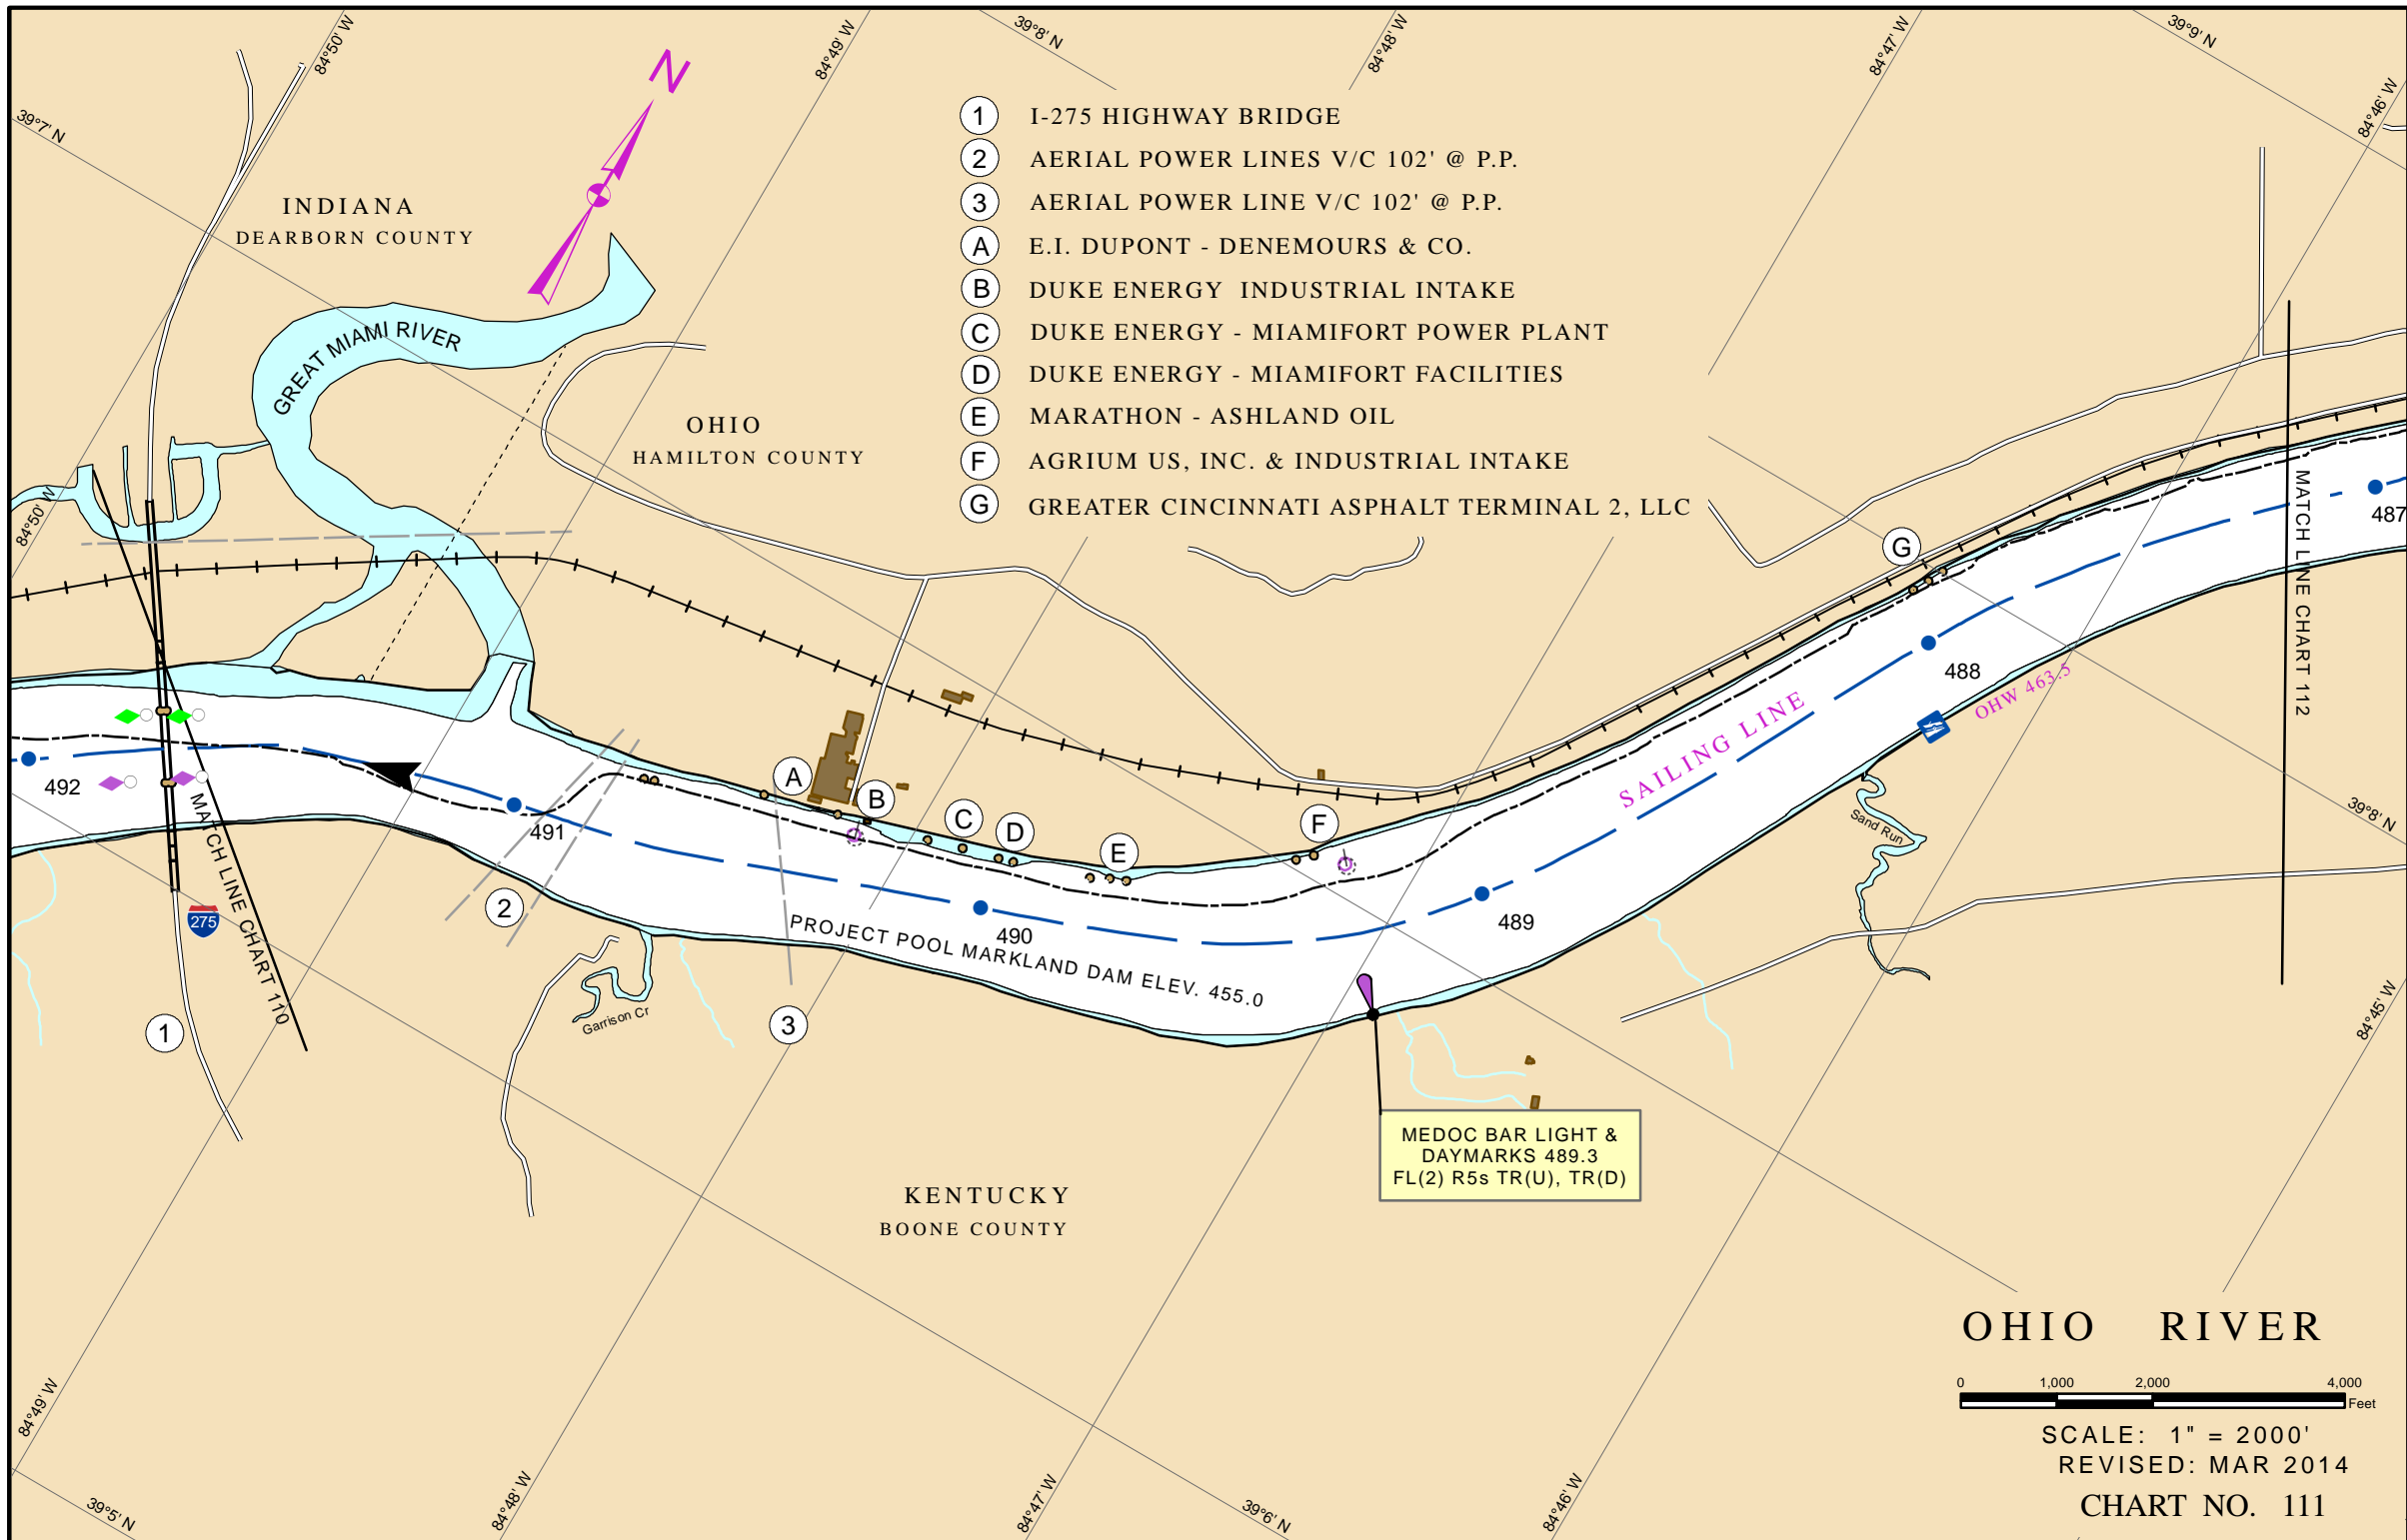 84°50' W
84°49' W
39°8' N
84°48' W
84°47' W
39°9' N
84°46' W
39°7' N
N
1 I-275 HIGHWAY BRIDGE
2 AERIAL POWER LINES V/C 102' @ P.P.
3 AERIAL POWER LINE V/C 102' @ P.P.
A E.I. DUPONT - DENEMOURS & CO.
B DUKE ENERGY INDUSTRIAL INTAKE
C DUKE ENERGY - MIAMIFORT POWER PLANT
D DUKE ENERGY - MIAMIFORT FACILITIES
E MARATHON - ASHLAND OIL
F AGRIUM US, INC. & INDUSTRIAL INTAKE
G GREATER CINCINNATI ASPHALT TERMINAL 2, LLC
INDIANA
DEARBORN COUNTY
GREAT MIAMI RIVER
OHIO
HAMILTON COUNTY
84°50' W
MATCH LINE CHART 112
487
G
488
OHW 463.5
SAILING LINE
492
491
A
B
C
D
E
F
39°8' N
Sand Run
275
MATCH LINE CHART 110
2
490
489
PROJECT POOL MARKLAND DAM ELEV. 455.0
Garrison Cr
1
3
84°45' W
MEDOC BAR LIGHT &
DAYMARKS 489.3
FL(2) R5s TR(U), TR(D)
KENTUCKY
BOONE COUNTY
OHIO RIVER
0 1,000 2,000 4,000
Feet
SCALE: 1" = 2000'
REVISED: MAR 2014
CHART NO. 111
84°49' W
39°5' N
84°48' W
84°47' W
39°6' N
84°46' W